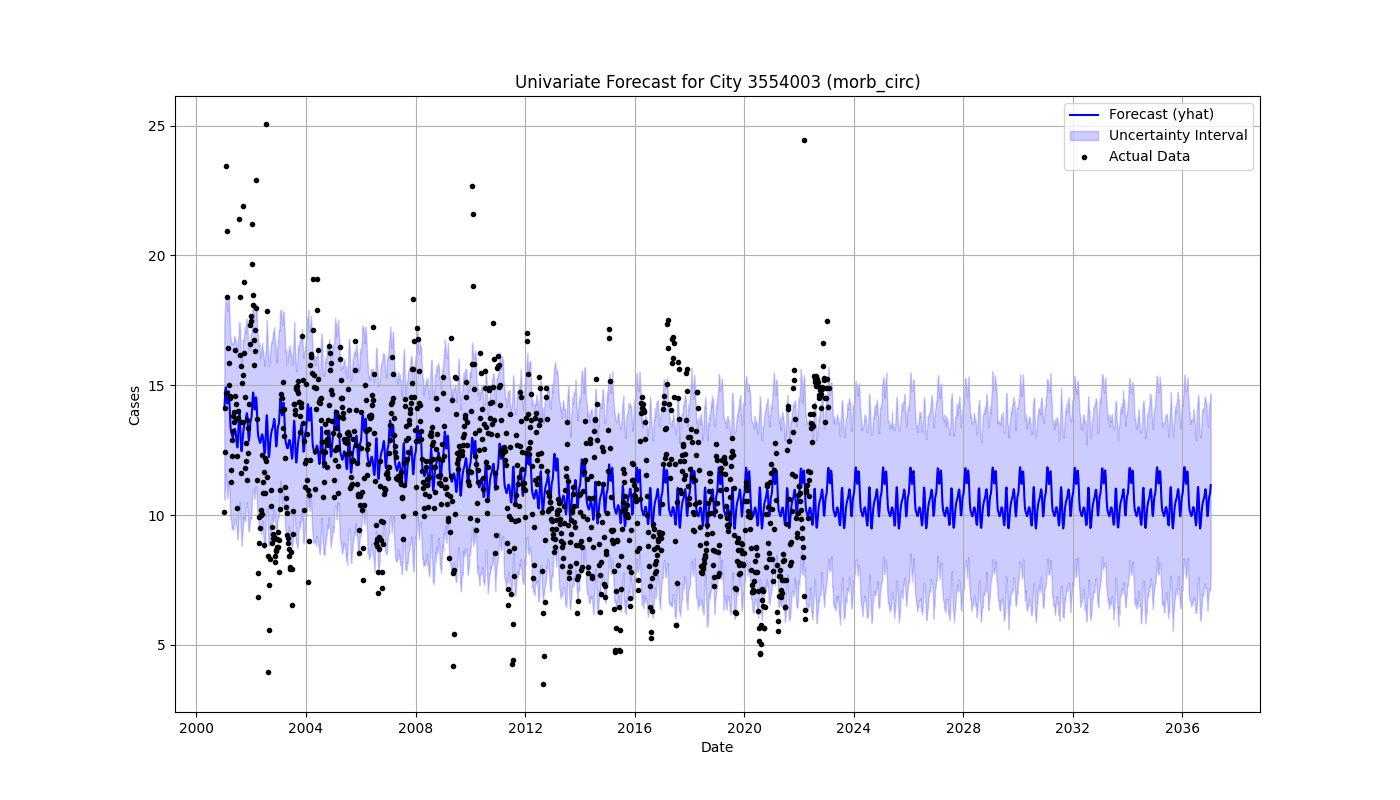 Univariate Forecast for City 3554003 (morb_circ)
Forecast (yhat)
Uncertainty Interval
Actual Data
Cases
25
20
15
10
5
2000 2004 2008 2012 2016 2020 2024 2028 2032 2036
Date